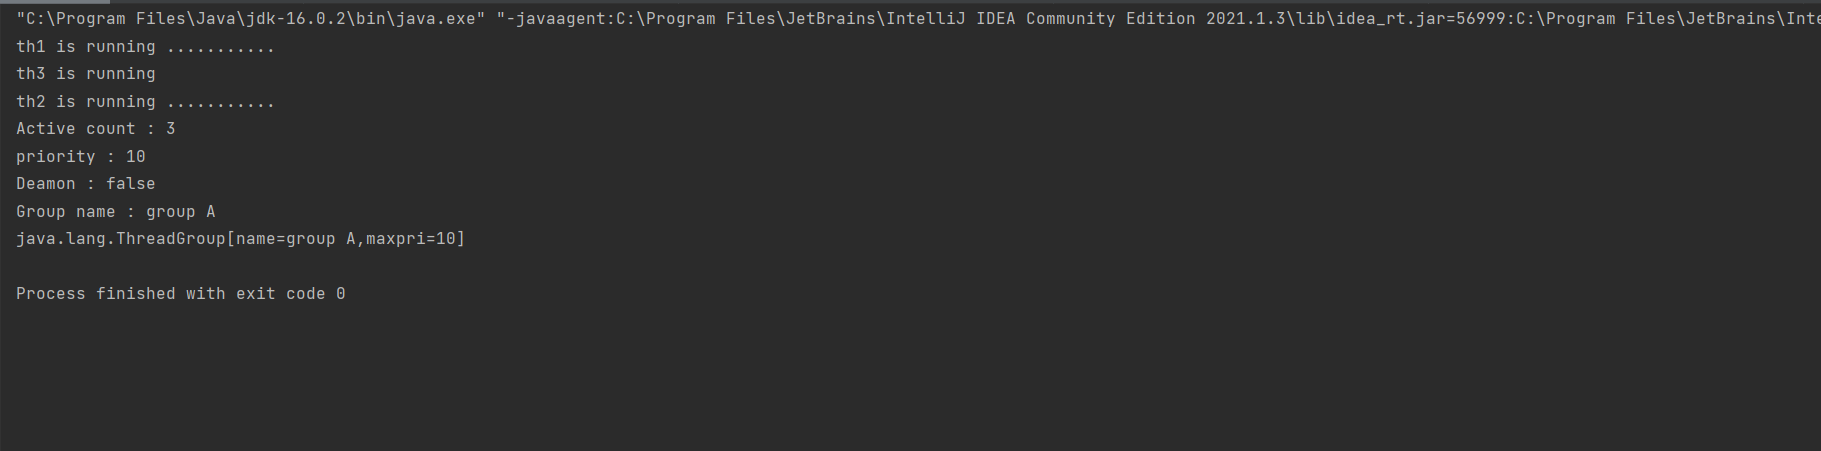 "C:\Program Files\Java\jdk-16.0.2\bin\java.exe" "-javaagent:C:\Program Files\JetBrains\IntelliJ IDEA Community Edition 2021.1.3\lib\idea_rt.jar=56999:C:\Program Files\JetBrains\Inte
th1 is running ...........
th3 is running
th2 is running ...........
Active count : 3
priority : 10
Deamon : false
Group name : group A
java.lang.ThreadGroup[name=group A,maxpri=10]
Process finished with exit code 0